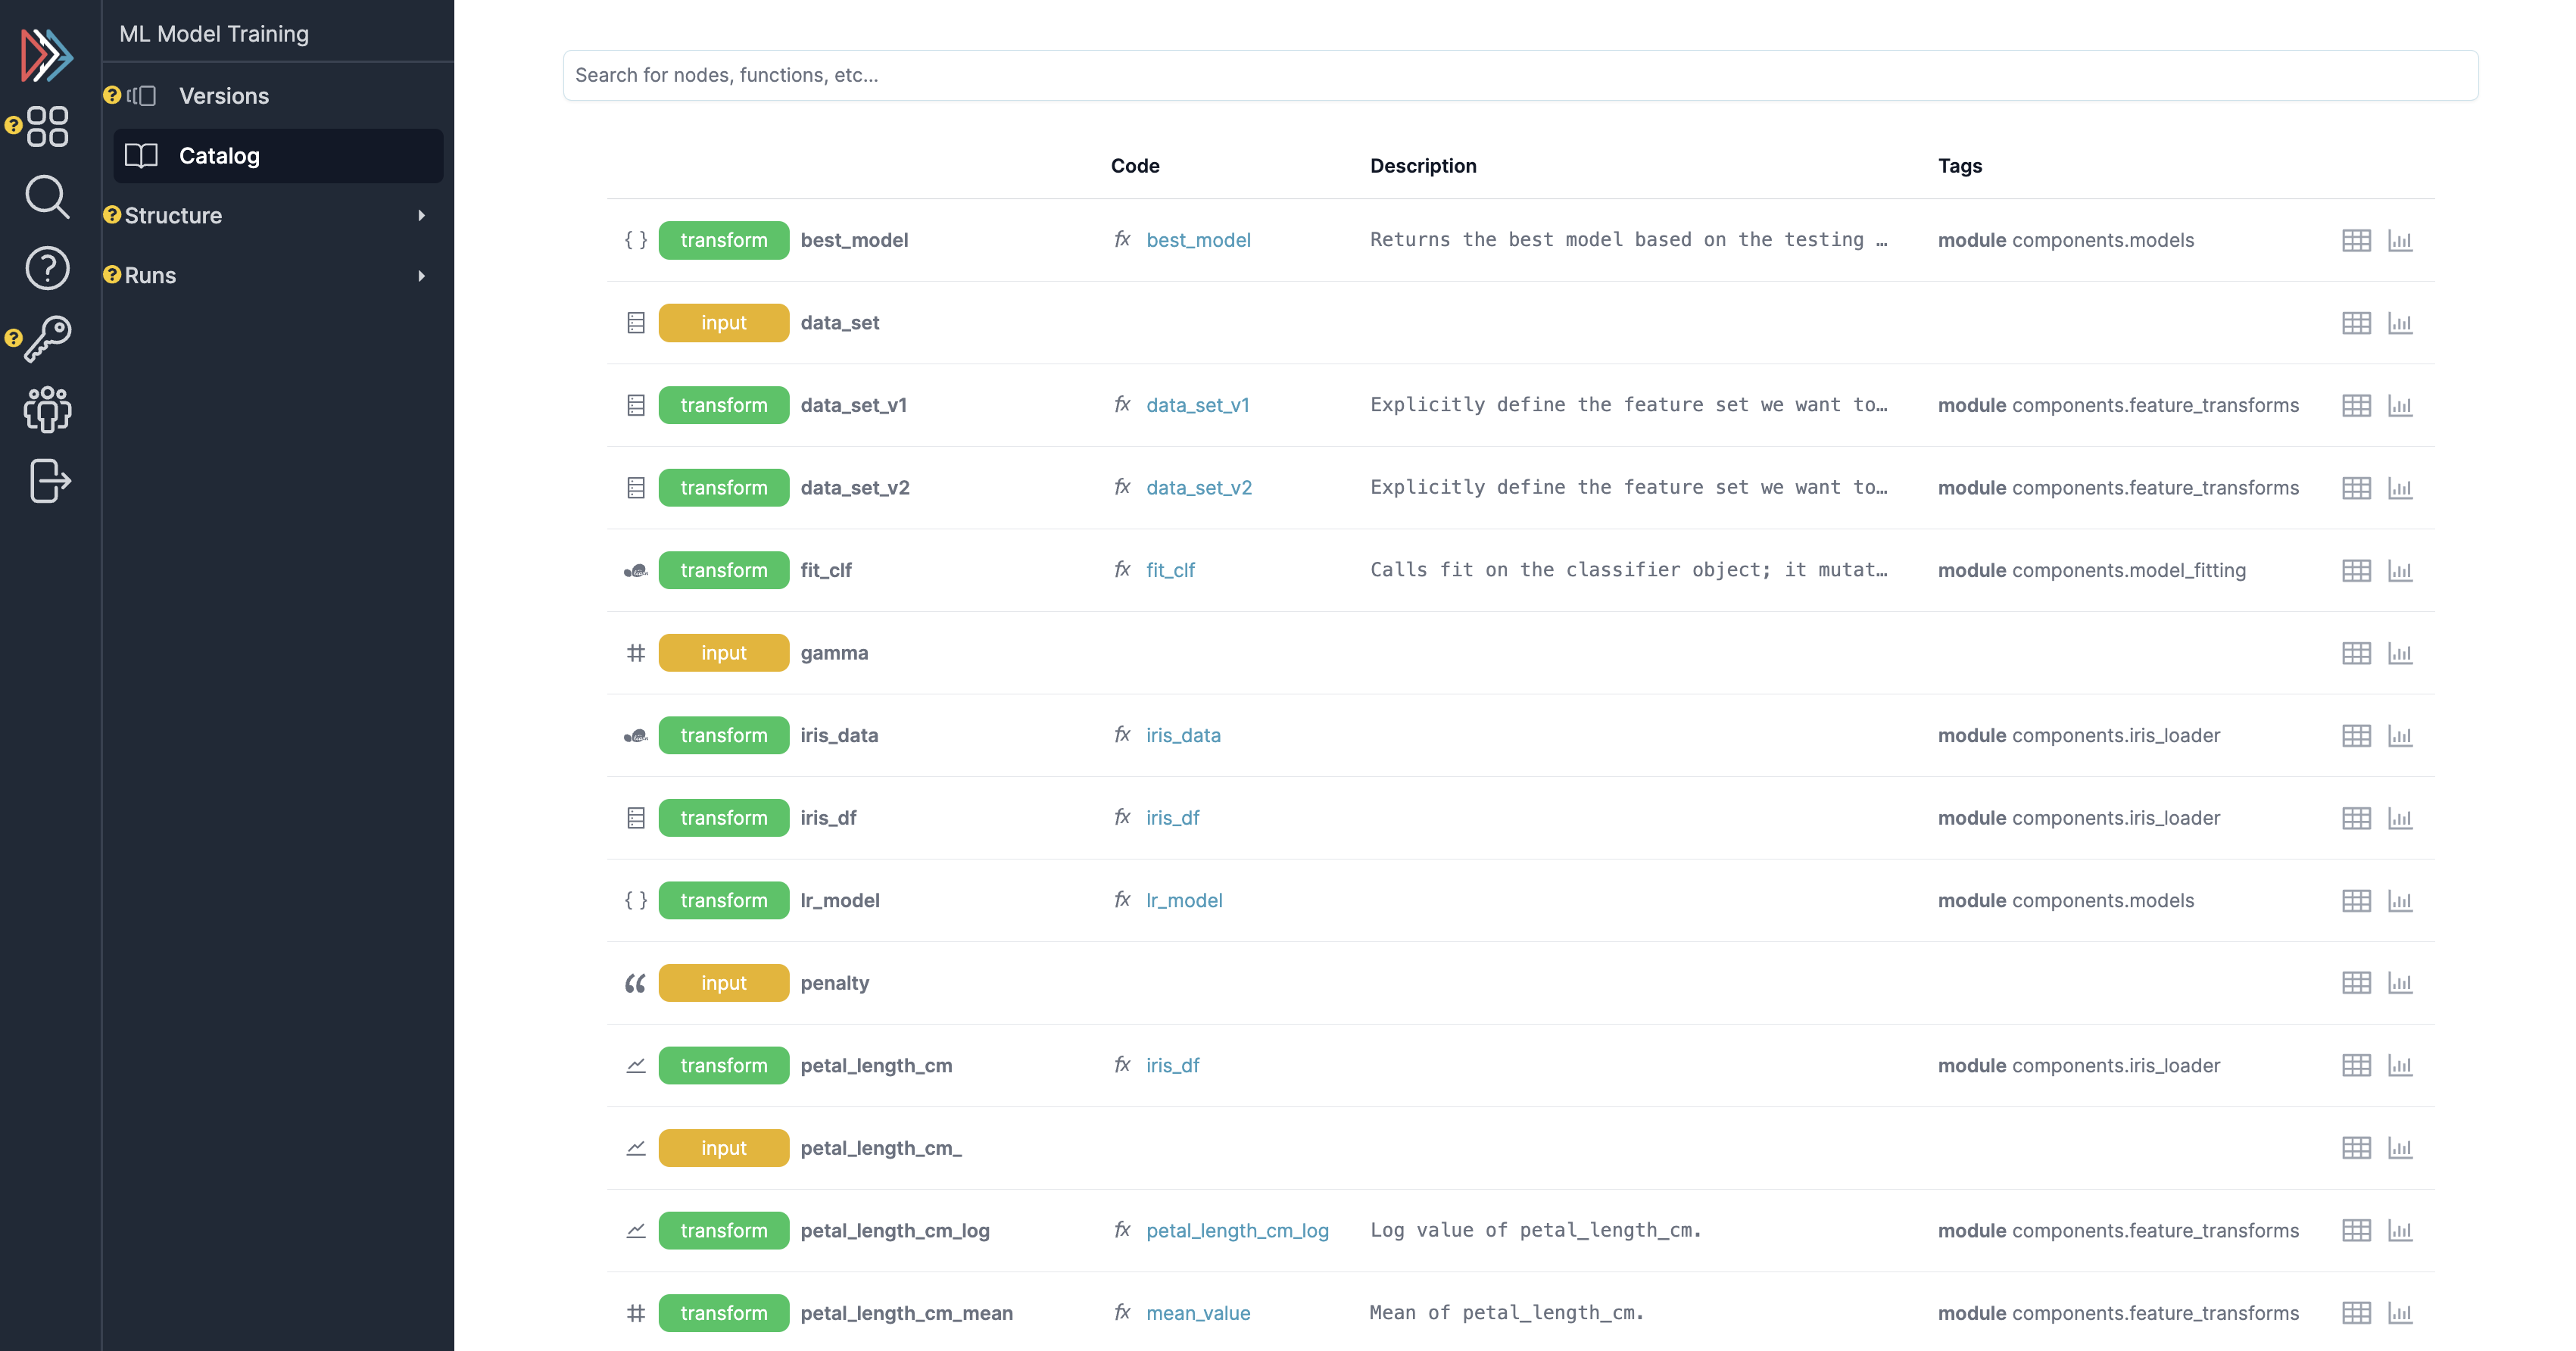 ML Model Training
Versions
Catalog
Structure
Runs
Search for nodes, functions, etc...
Code Description Tags
transform best_model fx best_model Returns the best model based on the testing … module components.models
input data_set
transform data_set_v1 fx data_set_v1 Explicitly define the feature set we want to… module components.feature_transforms
transform data_set_v2 fx data_set_v2 Explicitly define the feature set we want to… module components.feature_transforms
transform fit_clf fx fit_clf Calls fit on the classifier object; it mutat… module components.model_fitting
input gamma
transform iris_data fx iris_data module components.iris_loader
transform iris_df fx iris_df module components.iris_loader
transform lr_model fx lr_model module components.models
input penalty
transform petal_length_cm fx iris_df module components.iris_loader
input petal_length_cm_
transform petal_length_cm_log fx petal_length_cm_log Log value of petal_length_cm. module components.feature_transforms
transform petal_length_cm_mean fx mean_value Mean of petal_length_cm. module components.feature_transforms